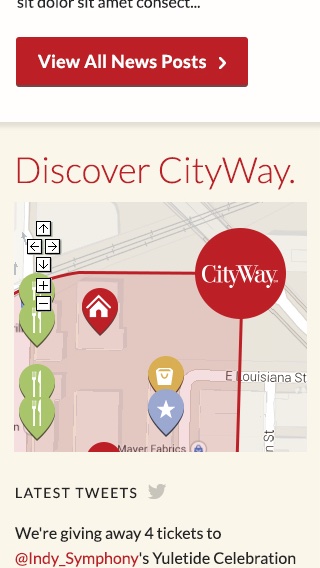 sit dolor sit amet consect...
View All News Posts
Discover CityWay.
CityWay
E Louisiana St
n
n St
Mayer Fabrics
LATEST TWEETS
We're giving away 4 tickets to
@Indy_Symphony's Yuletide Celebration